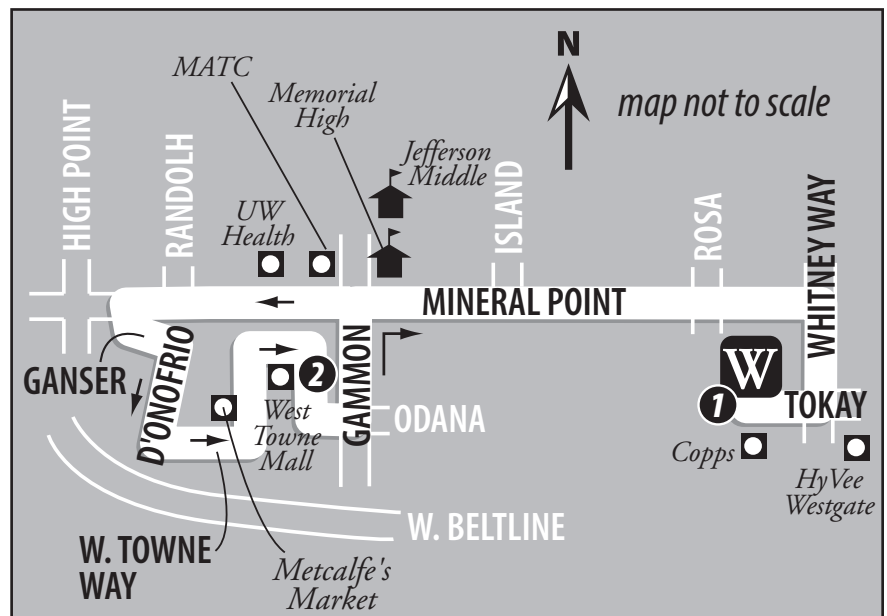 N
map not to scale
MATC
Memorial
High
Jefferson
Middle
HIGH POINT
RANDOLH
UW
Health
ISLAND
ROSA
WHITNEY WAY
MINERAL POINT
GANSER
D'ONOFRIO
GAMMON
2
West
Towne
Mall
ODANA
W
1
TOKAY
Copps
HyVee
Westgate
W. BELTLINE
W. TOWNE
WAY
Metcalfe's
Market